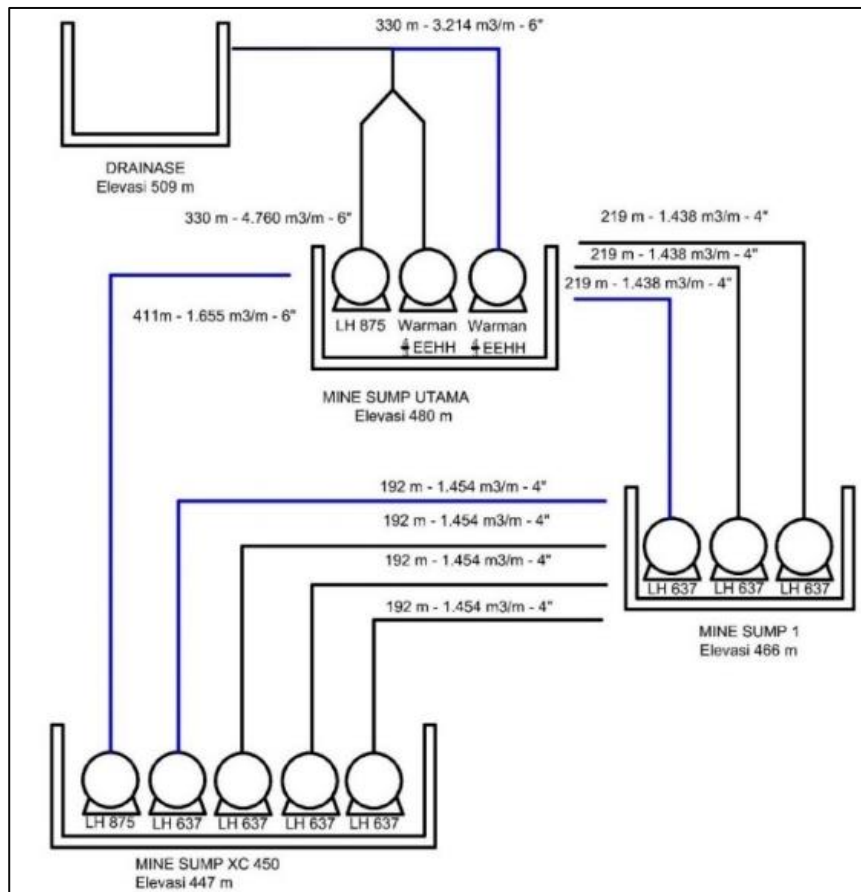 330 m - 3.214 m3/m - 6"
DRAINASE
Elevasi 509 m
330 m - 4.760 m3/m - 6"
219 m - 1.438 m3/m - 4"
219 m - 1.438 m3/m - 4"
219 m - 1.438 m3/m - 4"
411m - 1.655 m3/m - 6"
LH 875 Warman Warman
EEHH EEHH
MINE SUMP UTAMA
Elevasi 480 m
192 m - 1.454 m3/m - 4"
192 m - 1.454 m3/m - 4"
192 m - 1.454 m3/m - 4"
192 m - 1.454 m3/m - 4"
LH 637 LH 637 LH 637
MINE SUMP 1
Elevasi 466 m
LH 875 LH 637 LH 637 LH 637 LH 637
MINE SUMP XC 450
Elevasi 447 m